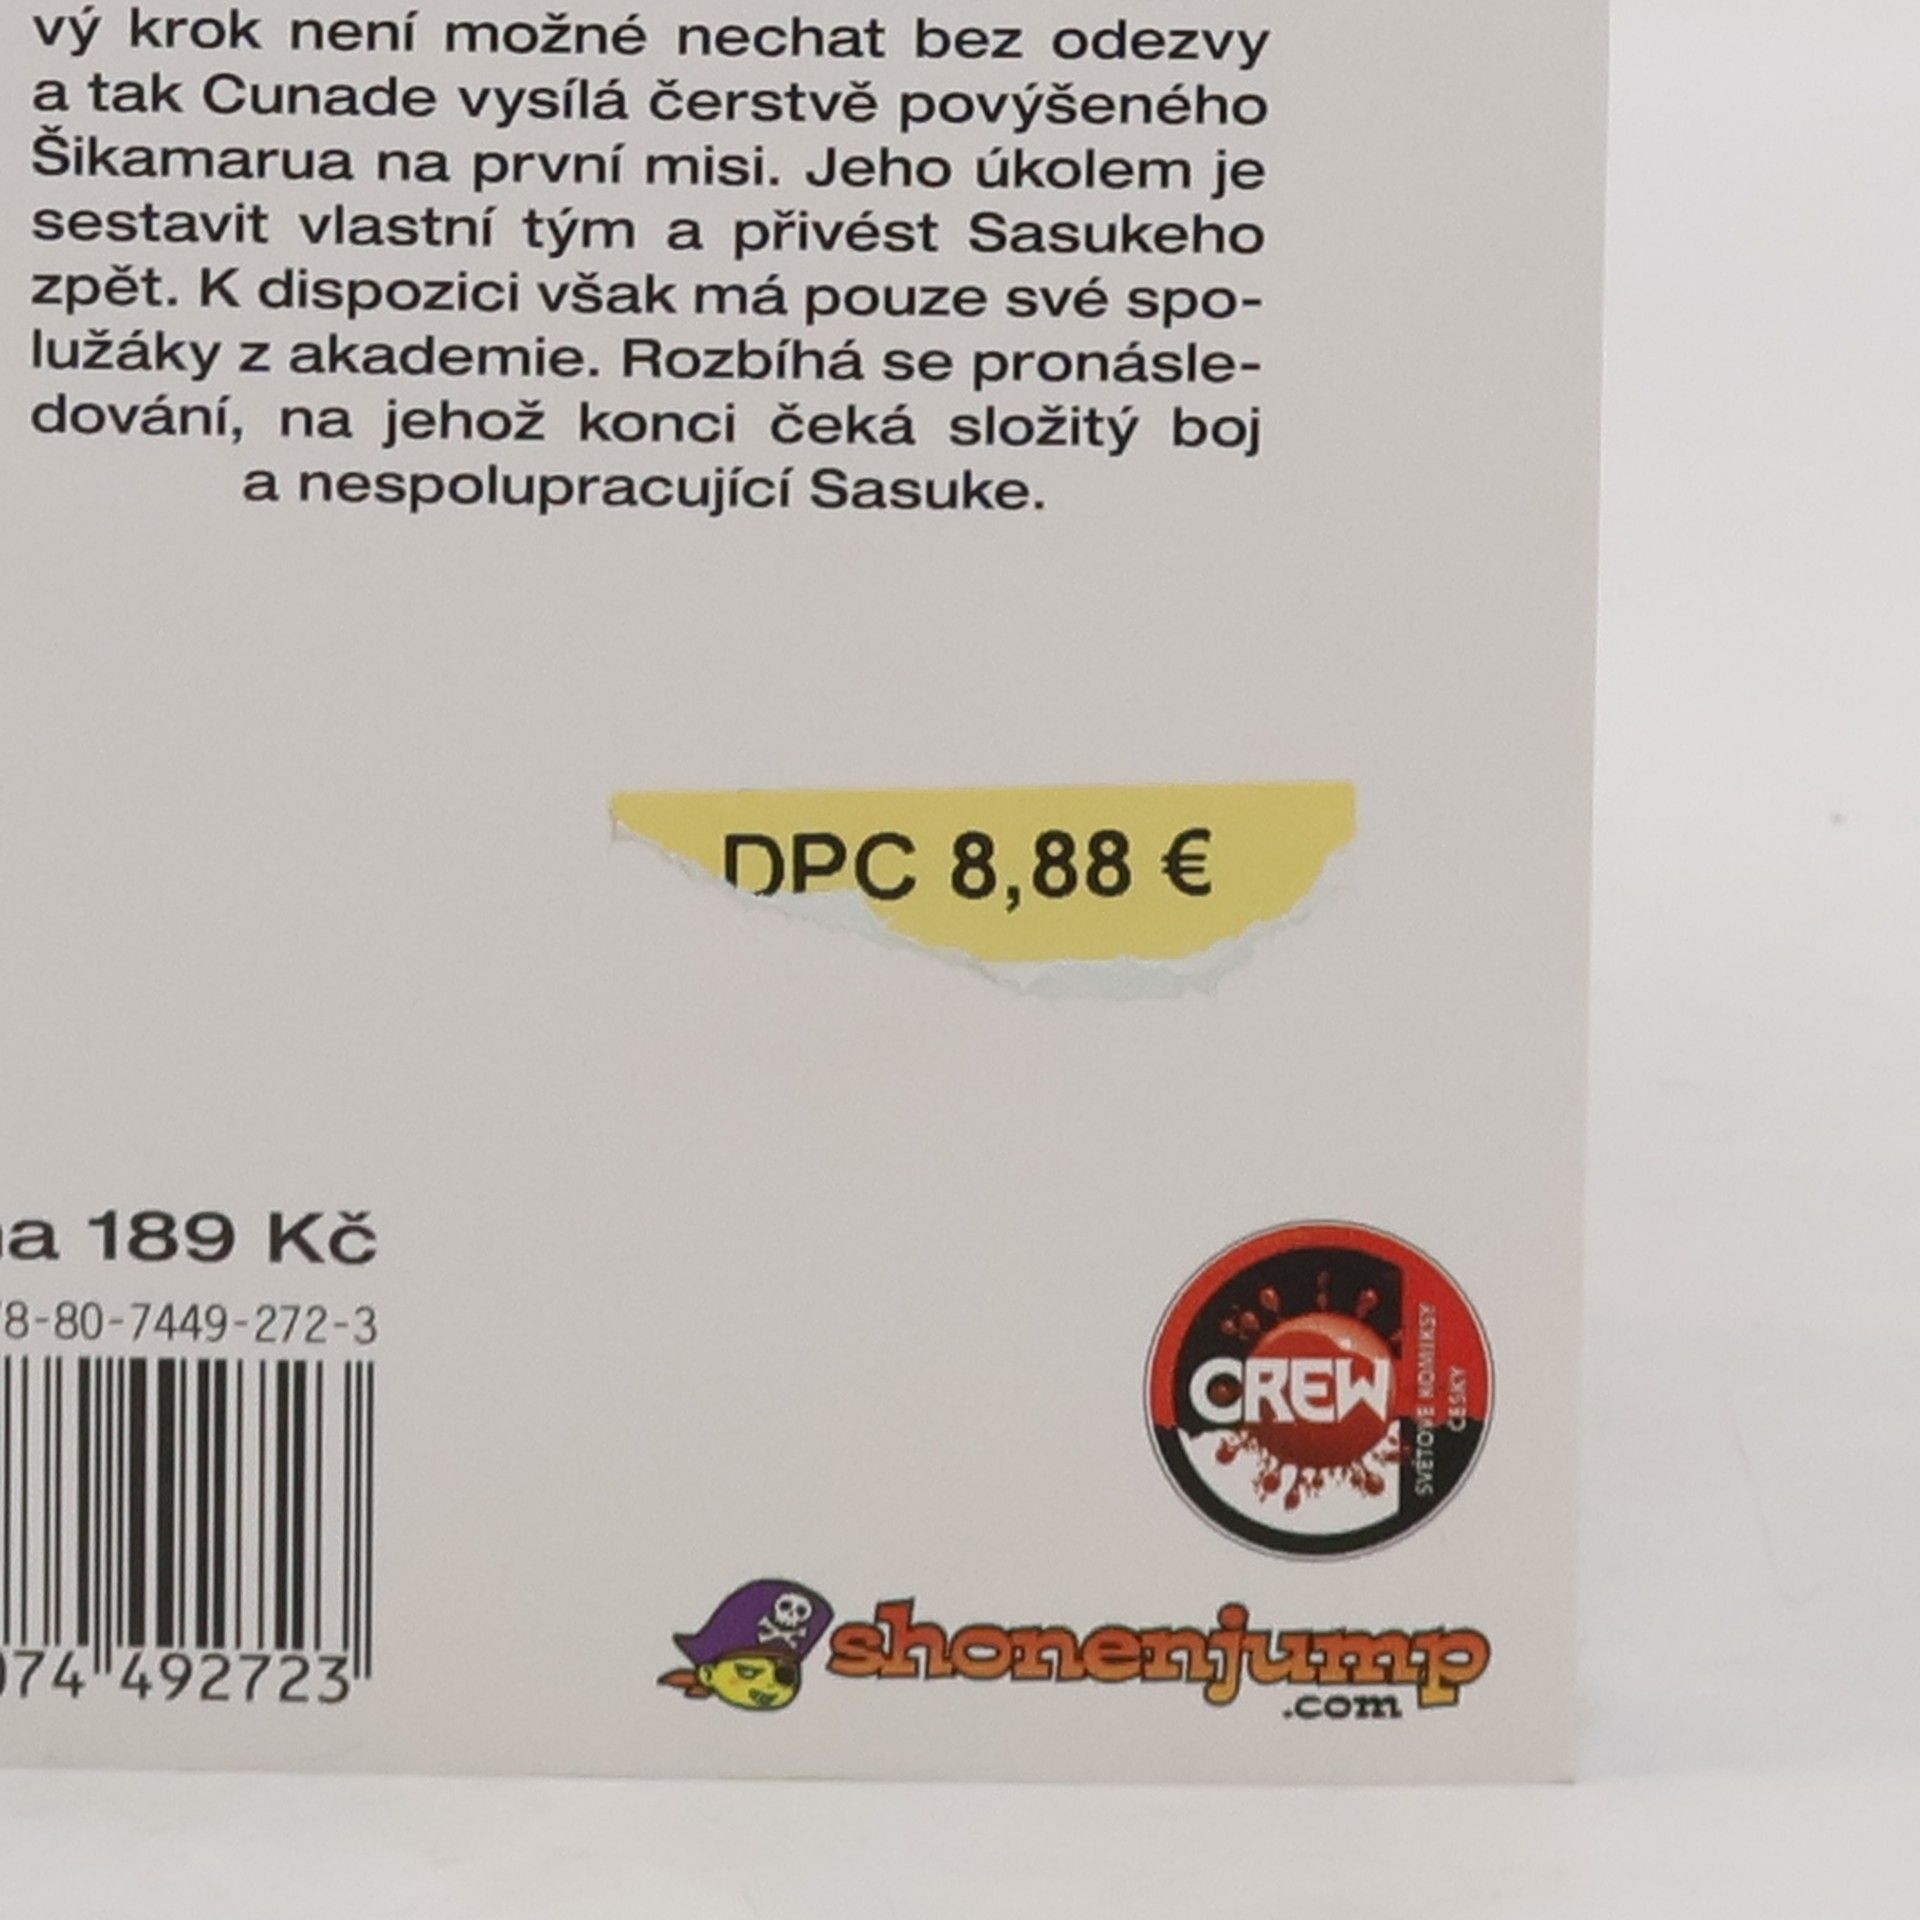 vý krok není možné nechat bez odezvy
a tak Cunade vysílá čerstvě povýšeného
Šikamarua na první misi. Jeho úkolem je
sestavit vlastní tým a přivést Sasukeho
zpět. K dispozici však má pouze své spo-
lužáky z akademie. Rozbíhá se pronásle-
dování, na jehož konci čeká složitý boj
a nespolupracující Sasuke.
DPC 8,88 €
na 189 Kč
8-80-7449-272-3
074 492723
CREW
SVĚTOVÉ KOMIKSY
ČESKY
shonenjump
.com